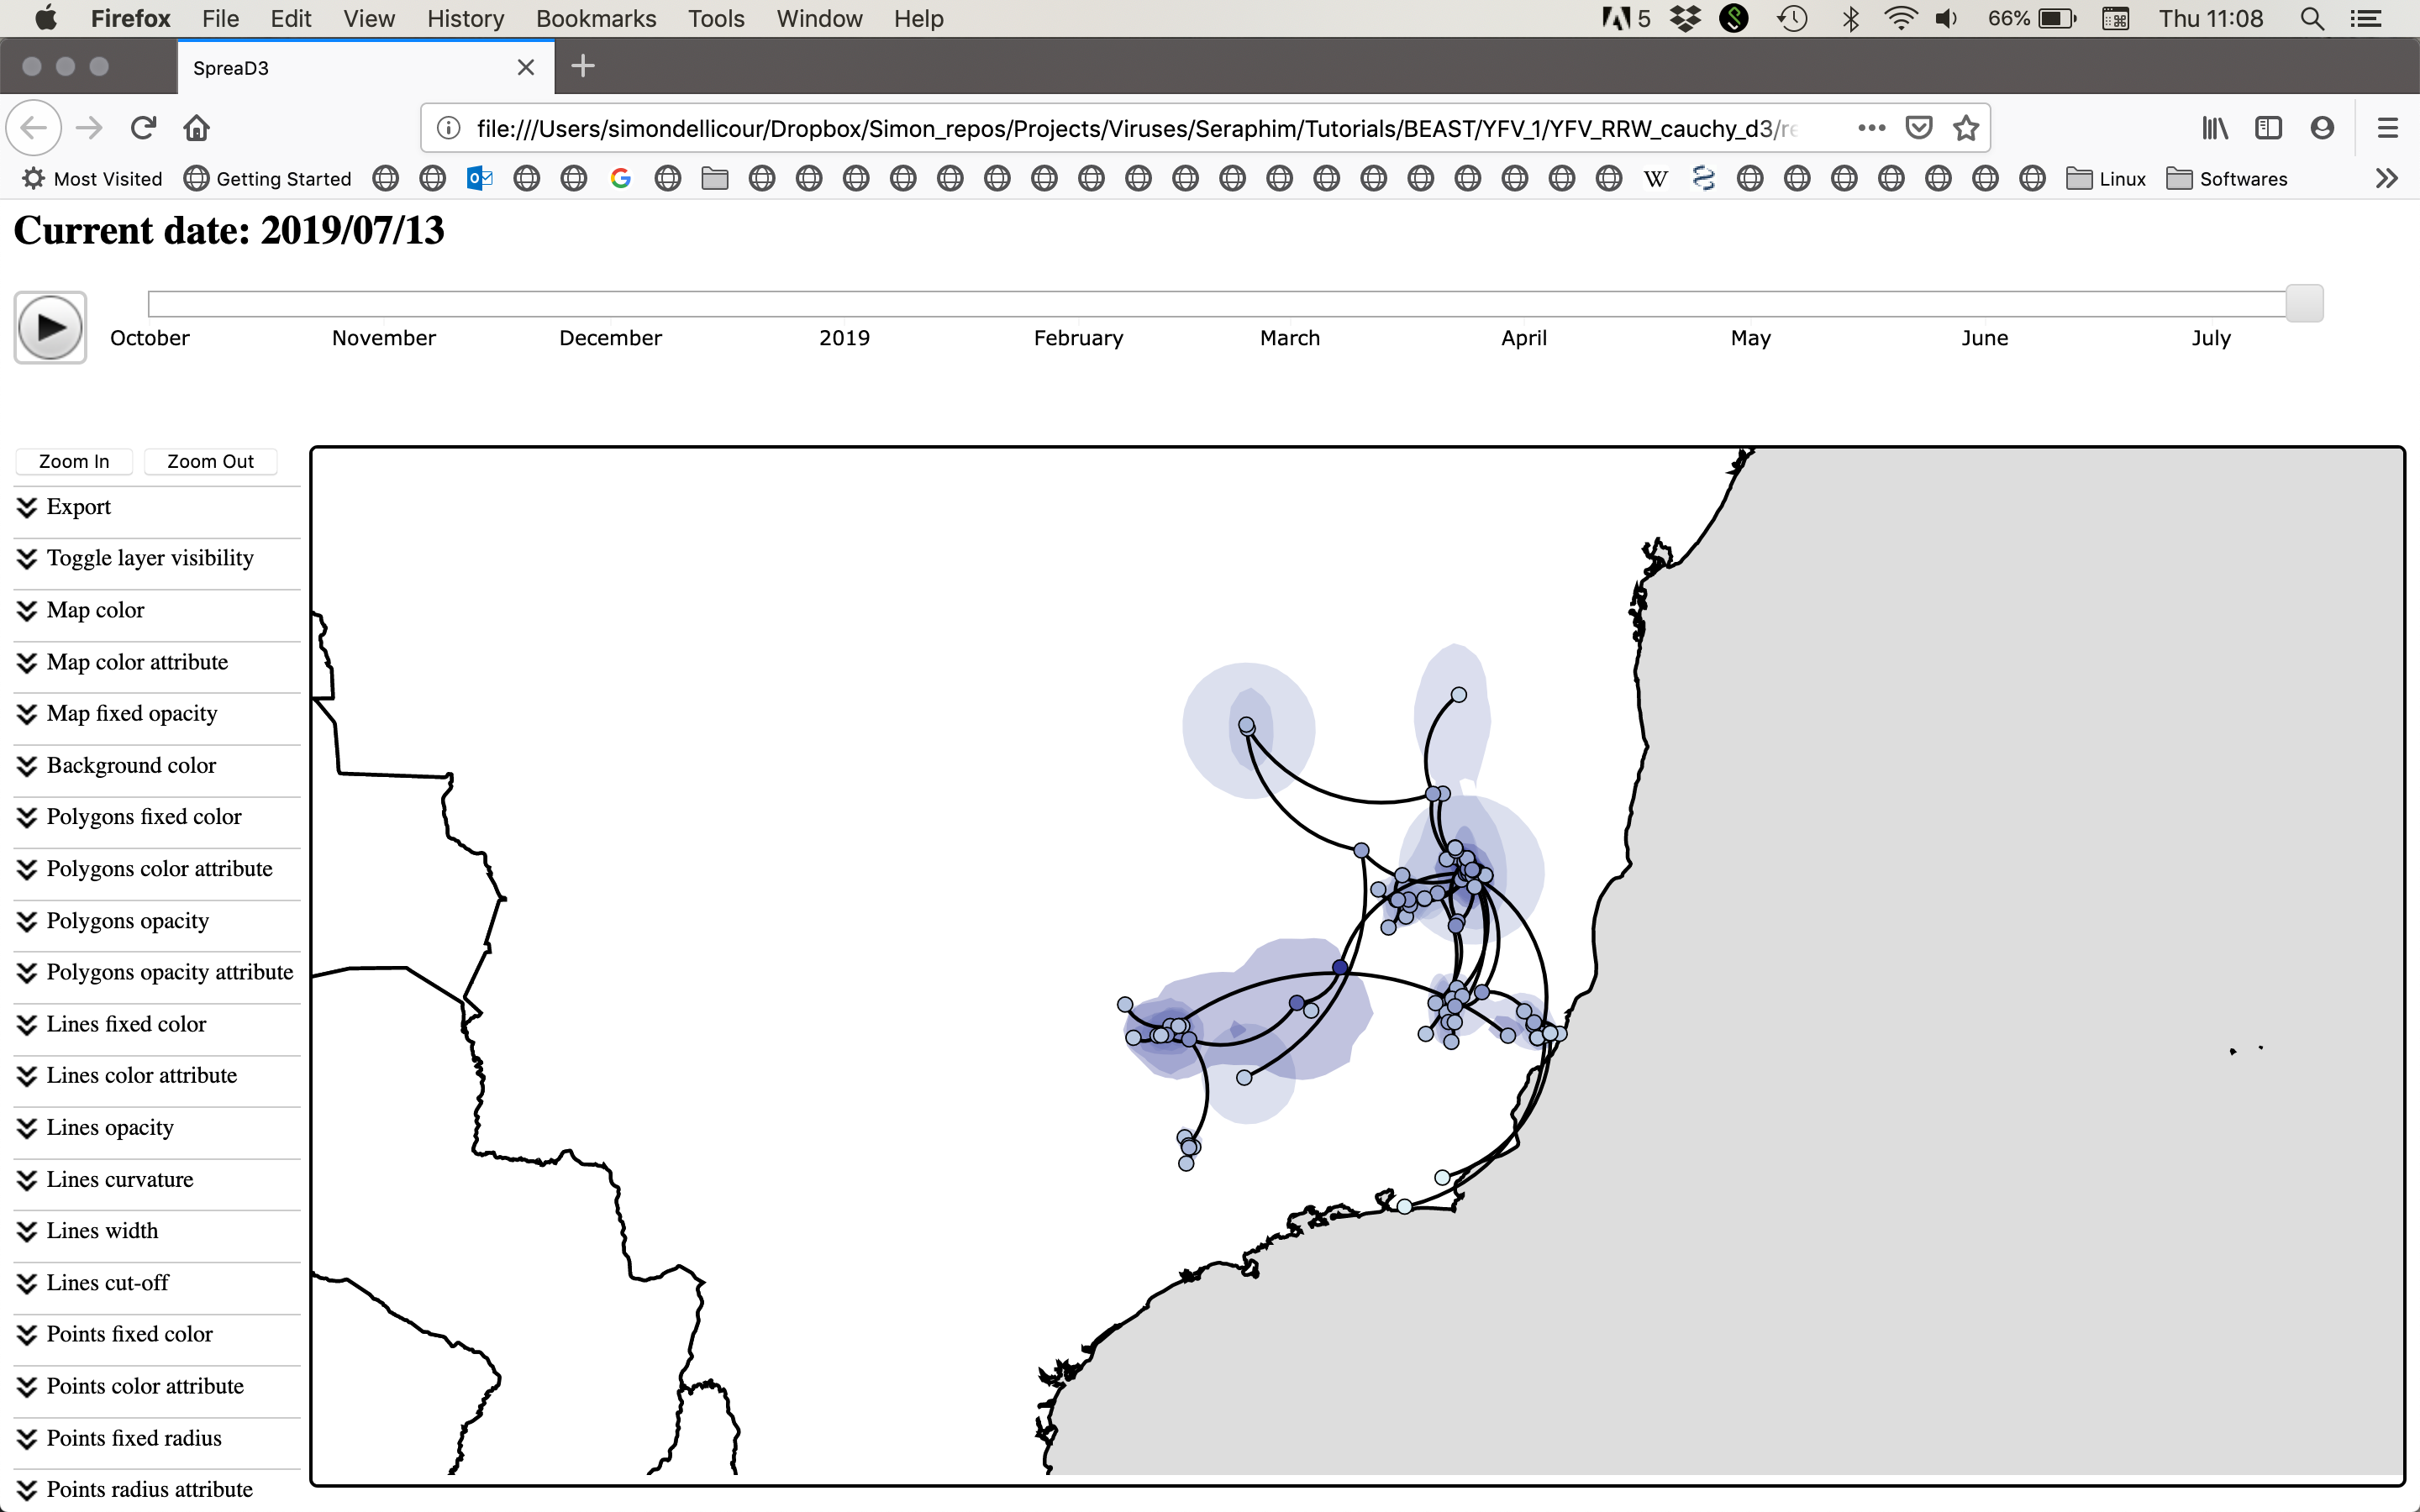 Firefox File Edit View History Bookmarks Tools Window Help 5 66% Thu 11:08
SpreaD3
file:///Users/simondellicour/Dropbox/Simon_repos/Projects/Viruses/Seraphim/Tutorials/BEAST/YFV_1/YFV_RRW_cauchy_d3/re
Most Visited Getting Started W Linux Softwares
Current date: 2019/07/13
October November December 2019 February March April May June July
Zoom In Zoom Out
Export
Toggle layer visibility
Map color
Map color attribute
Map fixed opacity
Background color
Polygons fixed color
Polygons color attribute
Polygons opacity
Polygons opacity attribute
Lines fixed color
Lines color attribute
Lines opacity
Lines curvature
Lines width
Lines cut-off
Points fixed color
Points color attribute
Points fixed radius
Points radius attribute